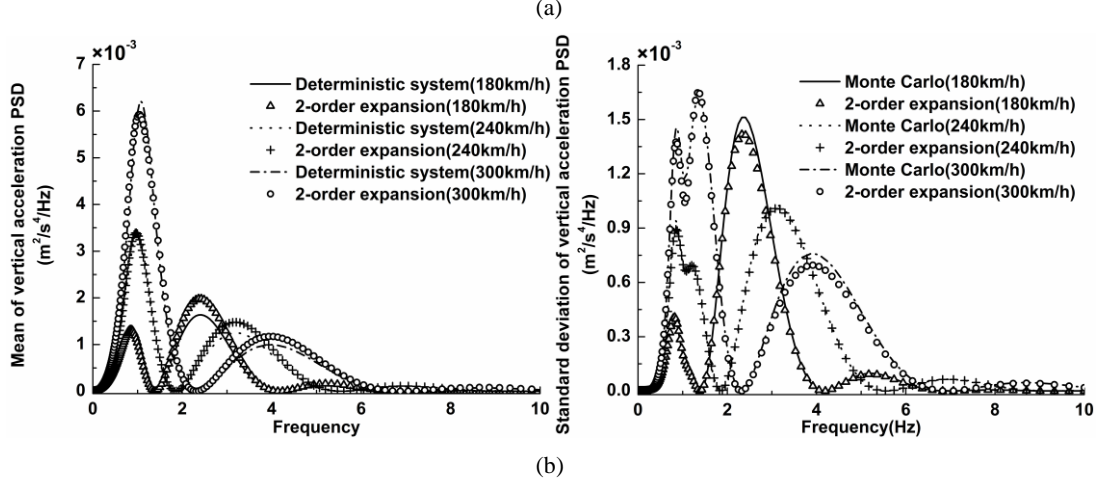 (a)
×10⁻³
7
6
5
4
3
2
1
0
Mean of vertical acceleration PSD
(m²/s⁴/Hz)
Deterministic system(180km/h)
2-order expansion(180km/h)
Deterministic system(240km/h)
2-order expansion(240km/h)
Deterministic system(300km/h)
2-order expansion(300km/h)
0 2 4 6 8 10
Frequency
×10⁻³
1.8
1.5
1.2
0.9
0.6
0.3
0.0
Standard deviation of vertical acceleration PSD
(m²/s⁴/Hz)
Monte Carlo(180km/h)
2-order expansion(180km/h)
Monte Carlo(240km/h)
2-order expansion(240km/h)
Monte Carlo(300km/h)
2-order expansion(300km/h)
0 2 4 6 8 10
Frequency(Hz)
(b)